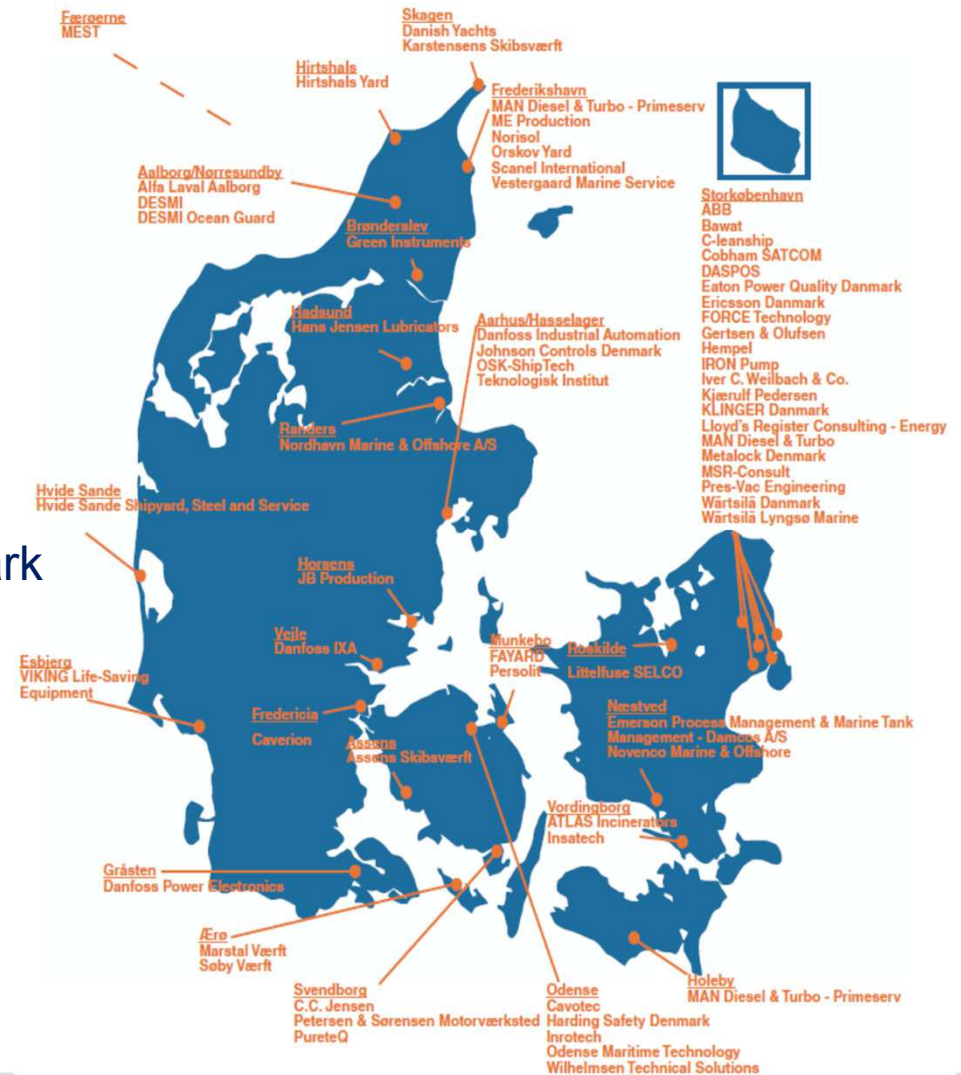 Færøerne
MEST
Skagen
Danish Yachts
Karstensens Skibsværft
Hirtshals
Hirtshals Yard
Frederikshavn
MAN Diesel & Turbo - Primeserv
ME Production
Norisol
Orskov Yard
Scanel International
Vestergaard Marine Service
Aalborg/Nørresundby
Alfa Laval Aalborg
DESMI
DESMI Ocean Guard
Brønderslev
Green Instruments
Storkøbenhavn
ABB
Bawat
C-leanship
Cobham SATCOM
DASPOS
Eaton Power Quality Danmark
Ericsson Danmark
FORCE Technology
Gertsen & Olufsen
Hempel
IRON Pump
Iver C. Weilbach & Co.
Kjærulf Pedersen
KLINGER Danmark
Lloyd's Register Consulting - Energy
MAN Diesel & Turbo
Metalock Denmark
MSR-Consult
Pres-Vac Engineering
Wärtsilä Danmark
Wärtsilä Lyngsø Marine
Hadsund
Hans Jensen Lubricators
Aarhus/Hasselager
Danfoss Industrial Automation
Johnson Controls Denmark
OSK-ShipTech
Teknologisk Institut
Randers
Nordhavn Marine & Offshore A/S
Hvide Sande
Hvide Sande Shipyard, Steel and Service
ark
Horsens
JB Production
Vejle
Danfoss IXA
Munkebo
FAYARD
Persolit
Roskilde
Littelfuse SELCO
Esbjerg
VIKING Life-Saving
Equipment
Fredericia
Caverion
Assens
Assens Skibsværft
Næstved
Emerson Process Management & Marine Tank
Management - Damcos A/S
Novenco Marine & Offshore
Vordingborg
ATLAS Incinerators
Insatech
Gråsten
Danfoss Power Electronics
Ærø
Marstal Værft
Søby Værft
Svendborg
C.C. Jensen
Petersen & Sørensen Motorværksted
PureteQ
Odense
Cavotec
Harding Safety Denmark
Inrotech
Odense Maritime Technology
Wilhelmsen Technical Solutions
Holeby
MAN Diesel & Turbo - Primeserv